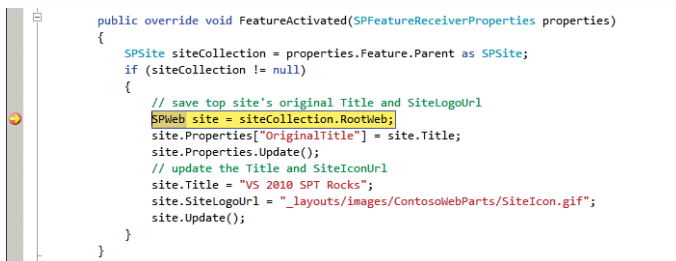 public override void FeatureActivated(SPFeatureReceiverProperties properties)
{
SPSite siteCollection = properties.Feature.Parent as SPSite;
if (siteCollection != null)
{
// save top site's original Title and SiteLogoUrl
SPWeb site = siteCollection.RootWeb;
site.Properties["OriginalTitle"] = site.Title;
site.Properties.Update();
// update the Title and SiteIconUrl
site.Title = "VS 2010 SPT Rocks";
site.SiteLogoUrl = "_layouts/images/ContosoWebParts/SiteIcon.gif";
site.Update();
}
}